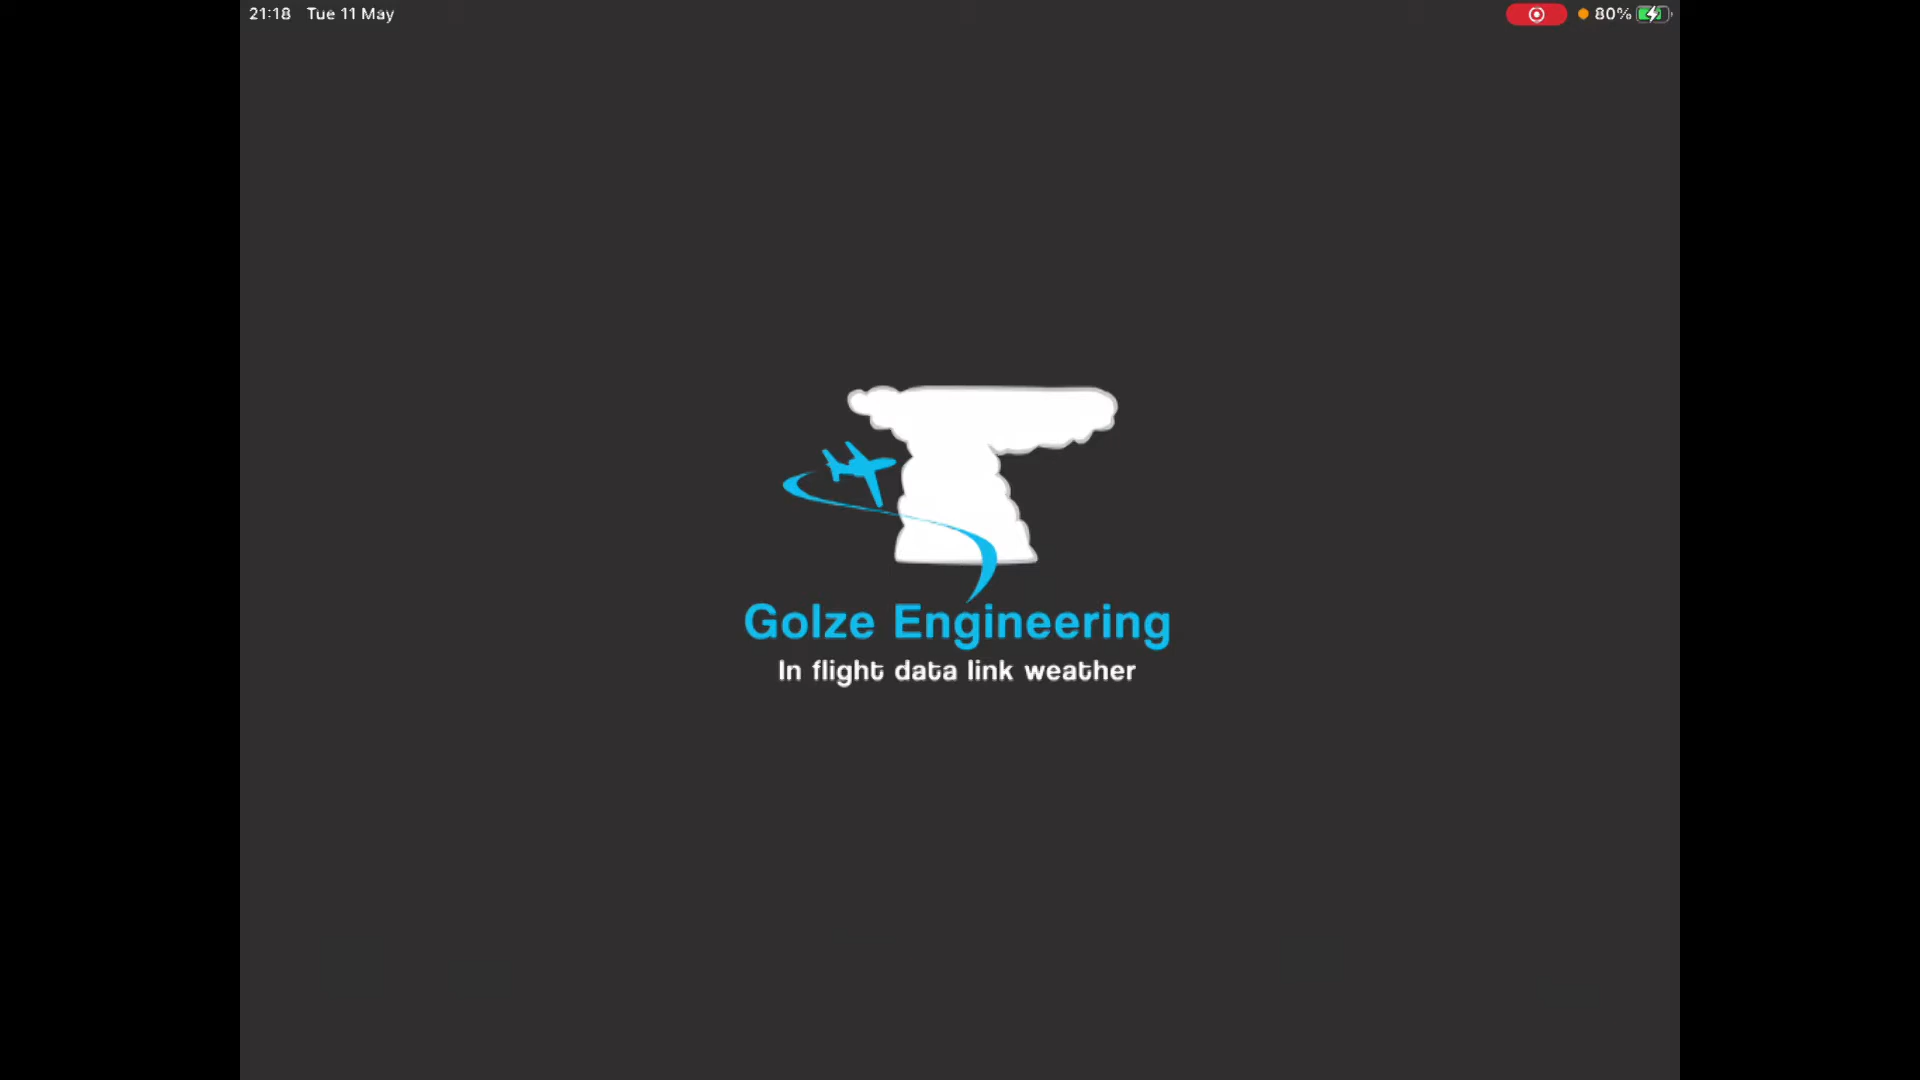 21:18 Tue 11 May
80%
Golze Engineering
In flight data link weather